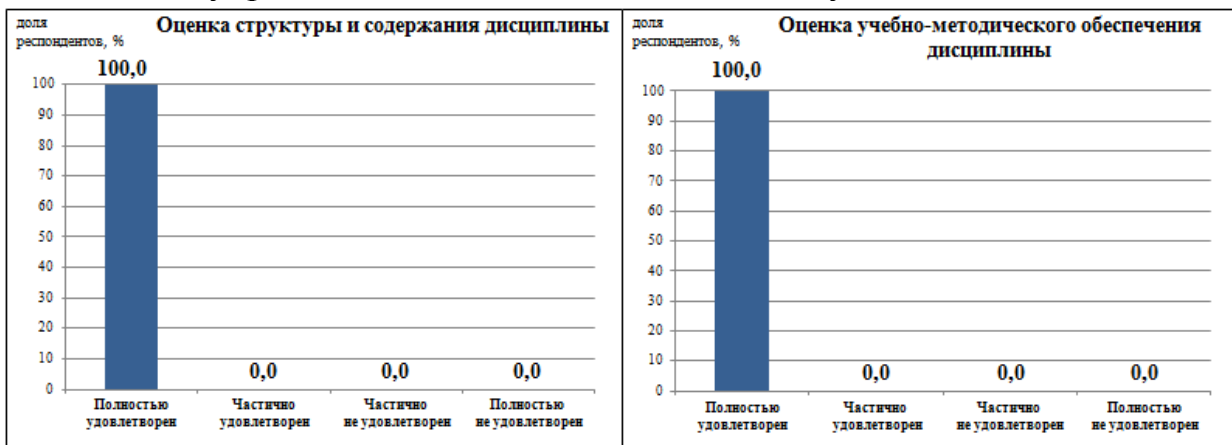 доля
респондентов, %
Оценка структуры и содержания дисциплины
100,0
100
90
80
70
60
50
40
30
20
10
0
0,0
0,0
0,0
Полностью
удовлетворен
Частично
удовлетворен
Частично
не удовлетворен
Полностью
не удовлетворен
доля
респондентов, %
Оценка учебно-методического обеспечения
дисциплины
100,0
100
90
80
70
60
50
40
30
20
10
0
0,0
0,0
0,0
Полностью
удовлетворен
Частично
удовлетворен
Частично
не удовлетворен
Полностью
не удовлетворен